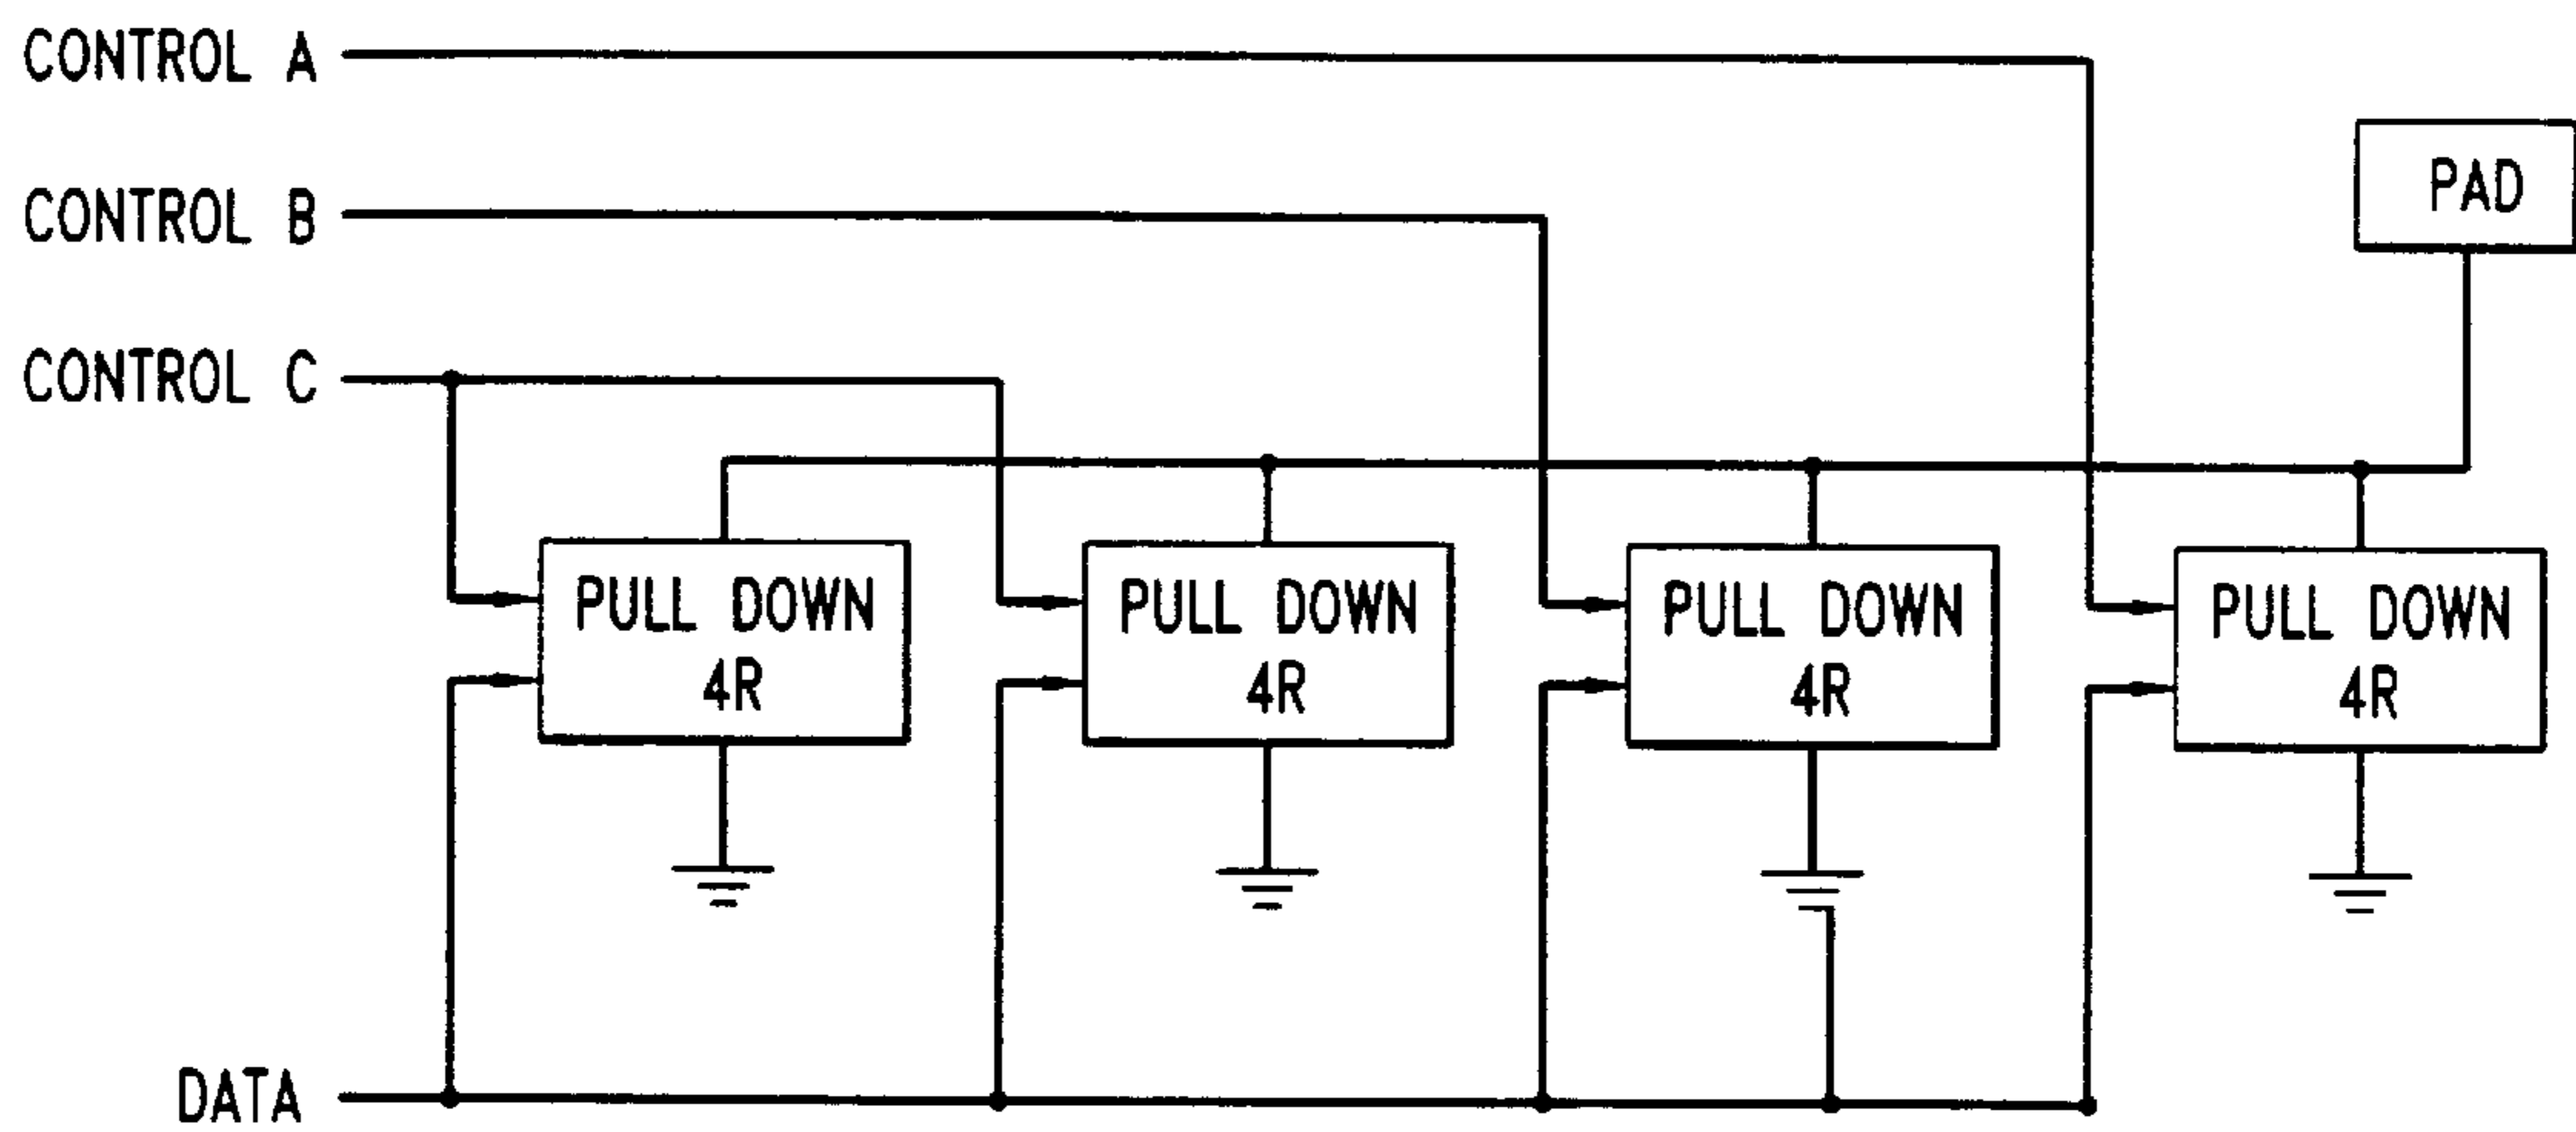 CONTROL A
PAD
CONTROL B
CONTROL C
PULL DOWN
4R
PULL DOWN
4R
PULL DOWN
4R
PULL DOWN
4R
DATA